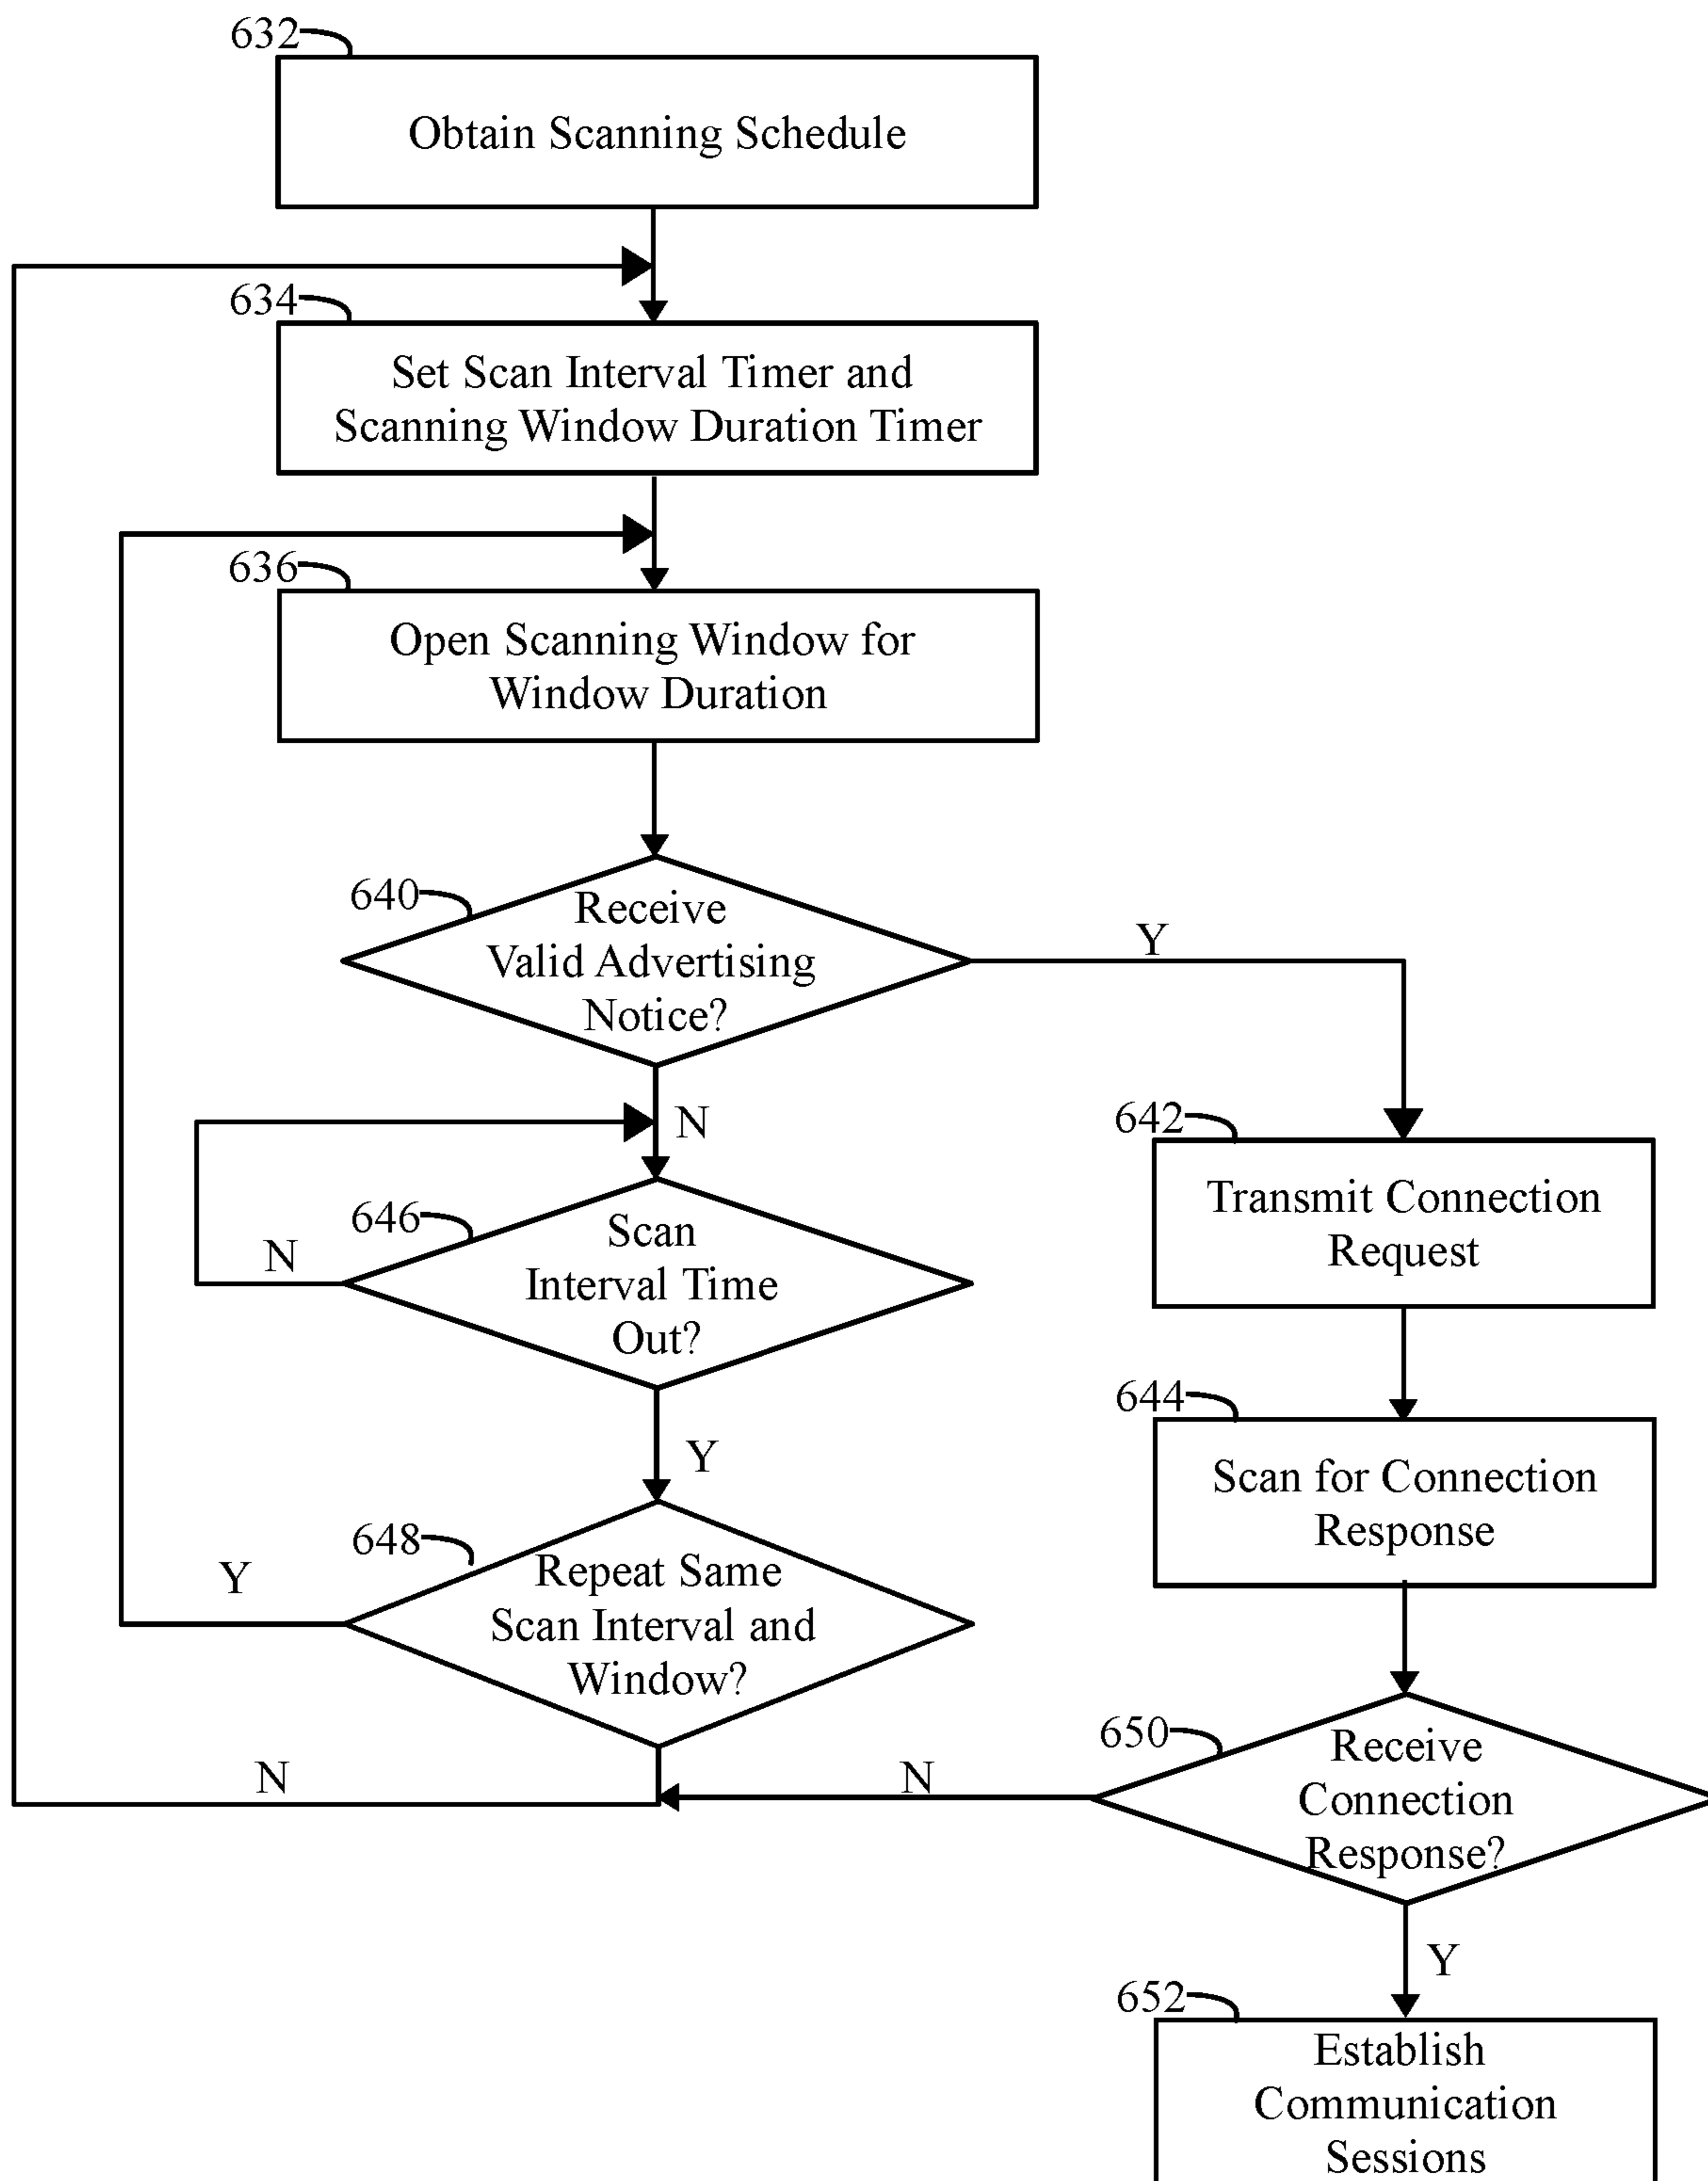 632
Obtain Scanning Schedule
634
Set Scan Interval Timer and
Scanning Window Duration Timer
636
Open Scanning Window for
Window Duration
640
Receive
Valid Advertising
Notice?
Y
N
642
Transmit Connection
Request
646
Scan
Interval Time
Out?
N
Y
644
Scan for Connection
Response
648
Repeat Same
Scan Interval and
Window?
Y
N
650
Receive
Connection
Response?
N
Y
652
Establish
Communication
Sessions